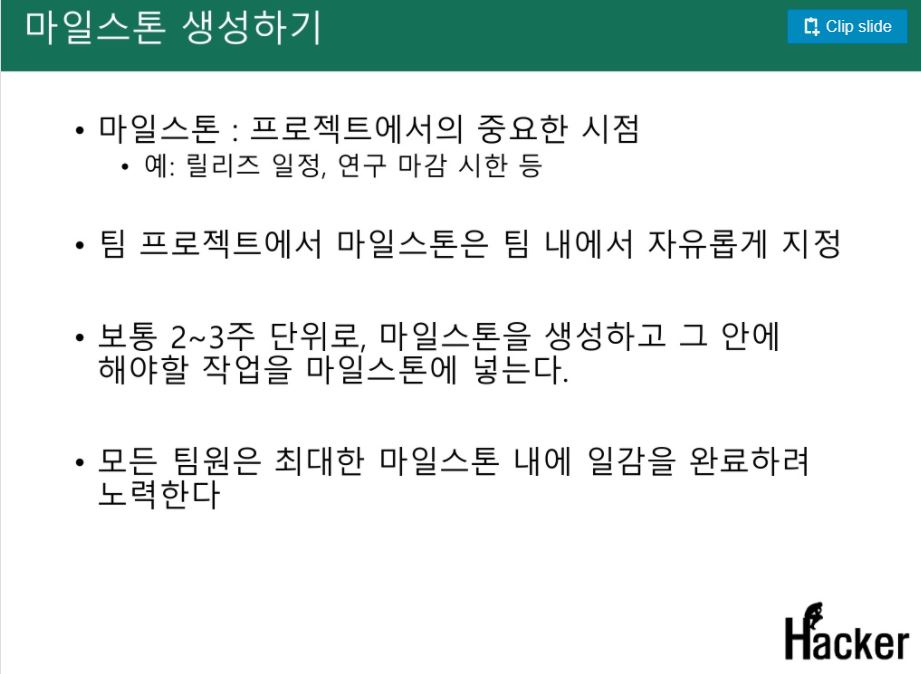 마일스톤 생성하기
Clip slide
• 마일스톤 : 프로젝트에서의 중요한 시점
• 예: 릴리즈 일정, 연구 마감 시한 등
• 팀 프로젝트에서 마일스톤은 팀 내에서 자유롭게 지정
• 보통 2~3주 단위로, 마일스톤을 생성하고 그 안에
해야할 작업을 마일스톤에 넣는다.
• 모든 팀원은 최대한 마일스톤 내에 일감을 완료하려
노력한다
Hacker